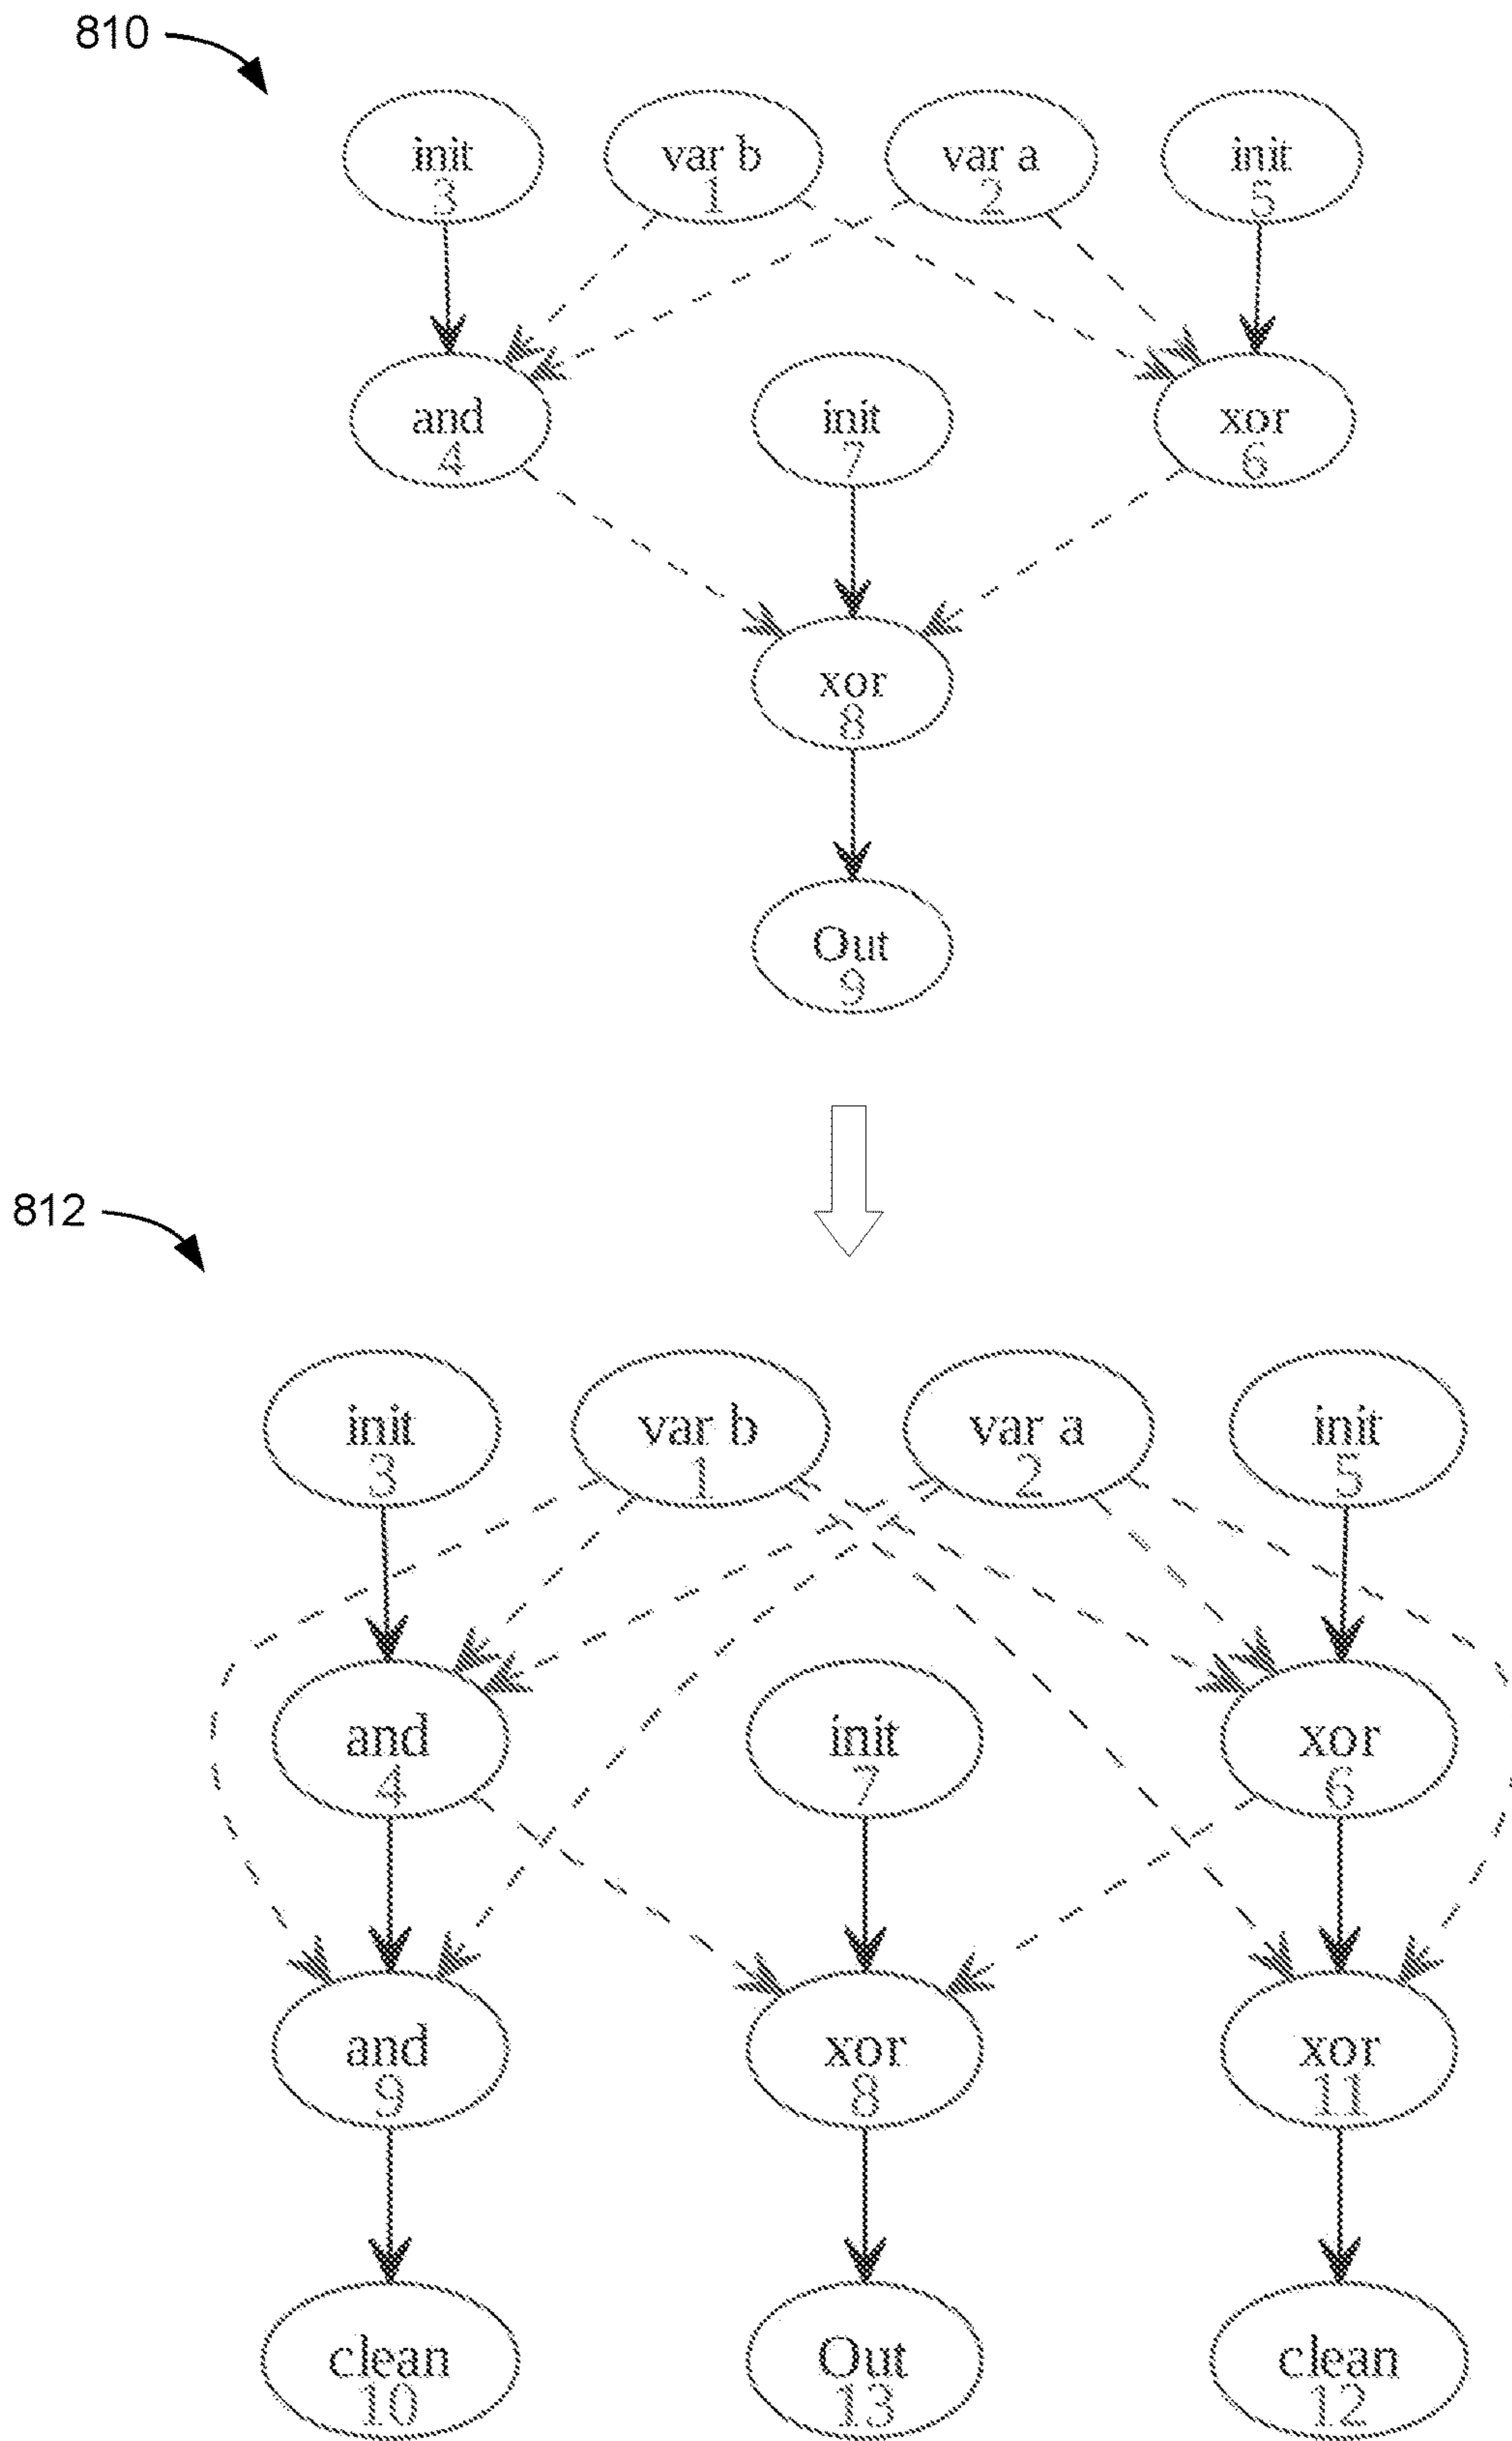 810
init var b var a init
3 1 2 5
and init xor
4 7 6
xor
8
Out
9
812
init var b var a init
3 1 2 5
and init xor
4 7 6
and xor xor
9 8 11
clean Out clean
10 13 12